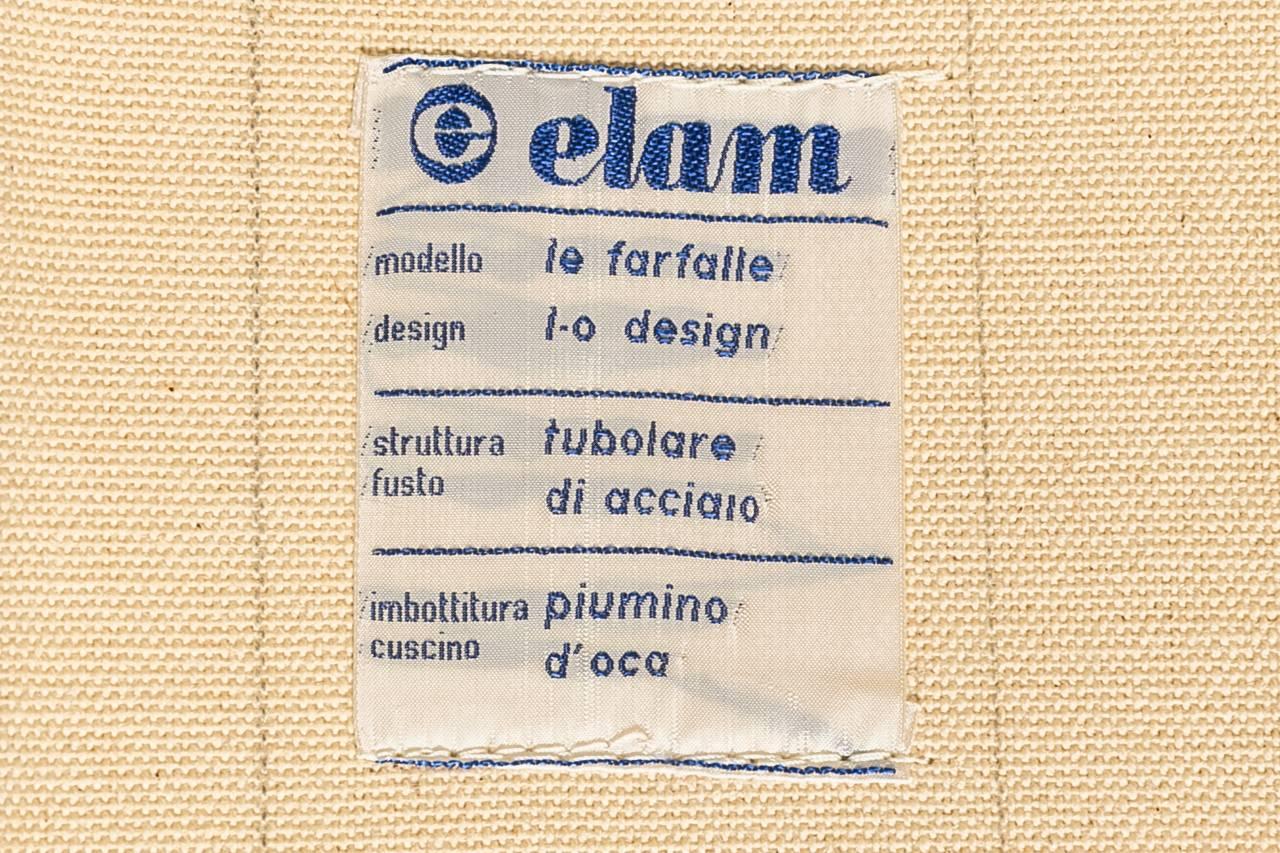 e elam
modello le farfalle
design l-o design
struttura tubolare
fusto di acciaio
imbottitura piumino
cuscino d'oca